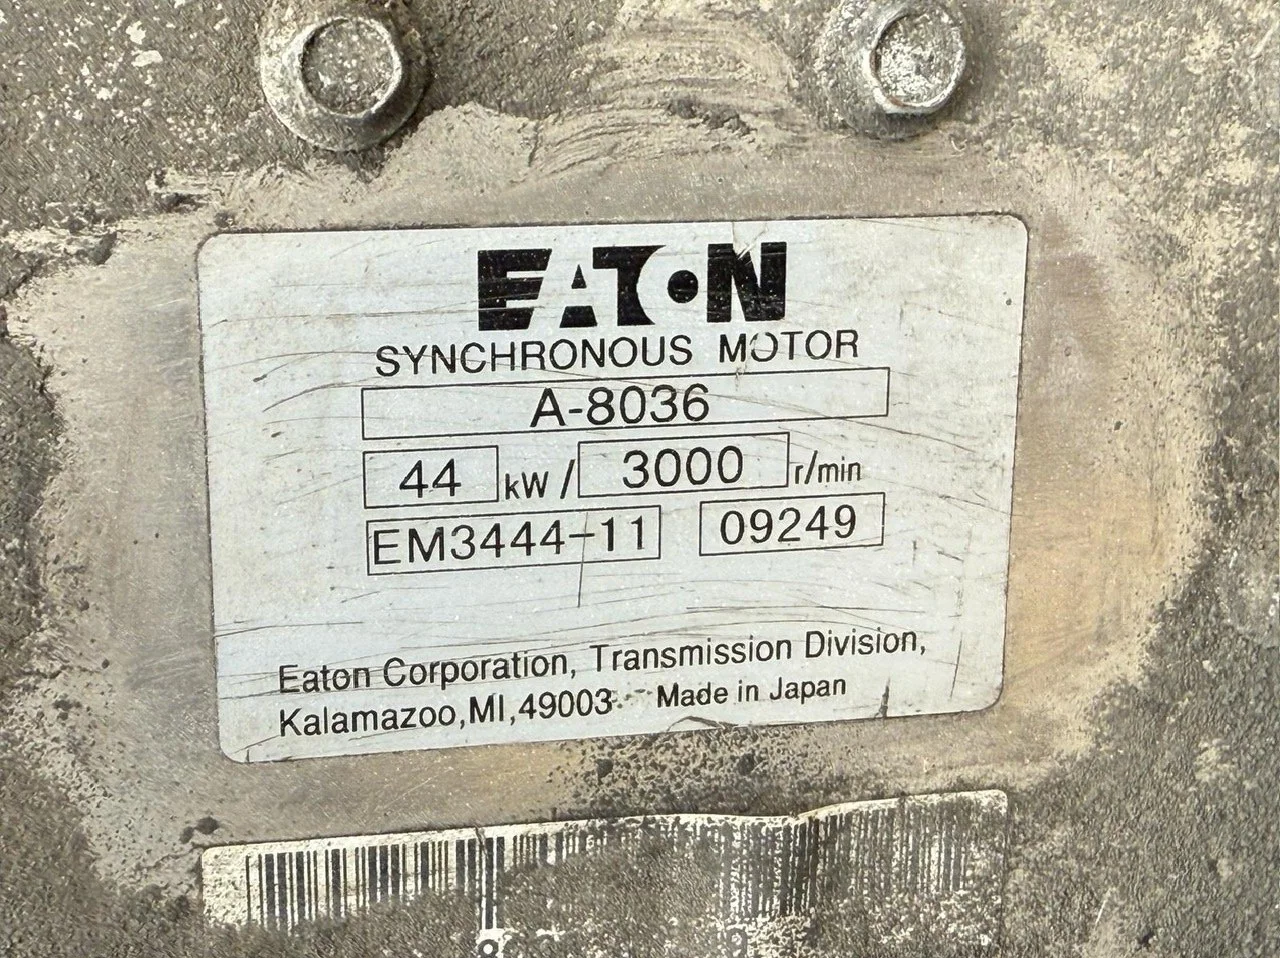 EATON
SYNCHRONOUS MOTOR
A-8036
44 kW / 3000 r/min
EM3444-11 09249
Eaton Corporation, Transmission Division,
Kalamazoo,MI,49003 Made in Japan